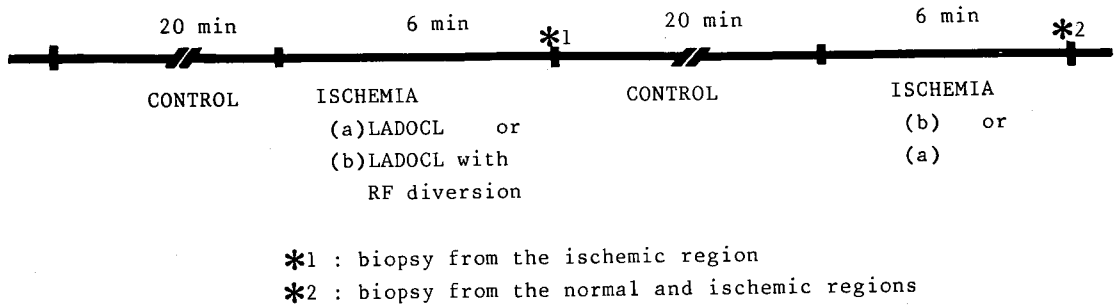 20 min 6 min *1 20 min 6 min *2
CONTROL ISCHEMIA CONTROL ISCHEMIA
(a)LADOCL or (b) or
(b)LADOCL with (a)
RF diversion
*1 : biopsy from the ischemic region
*2 : biopsy from the normal and ischemic regions